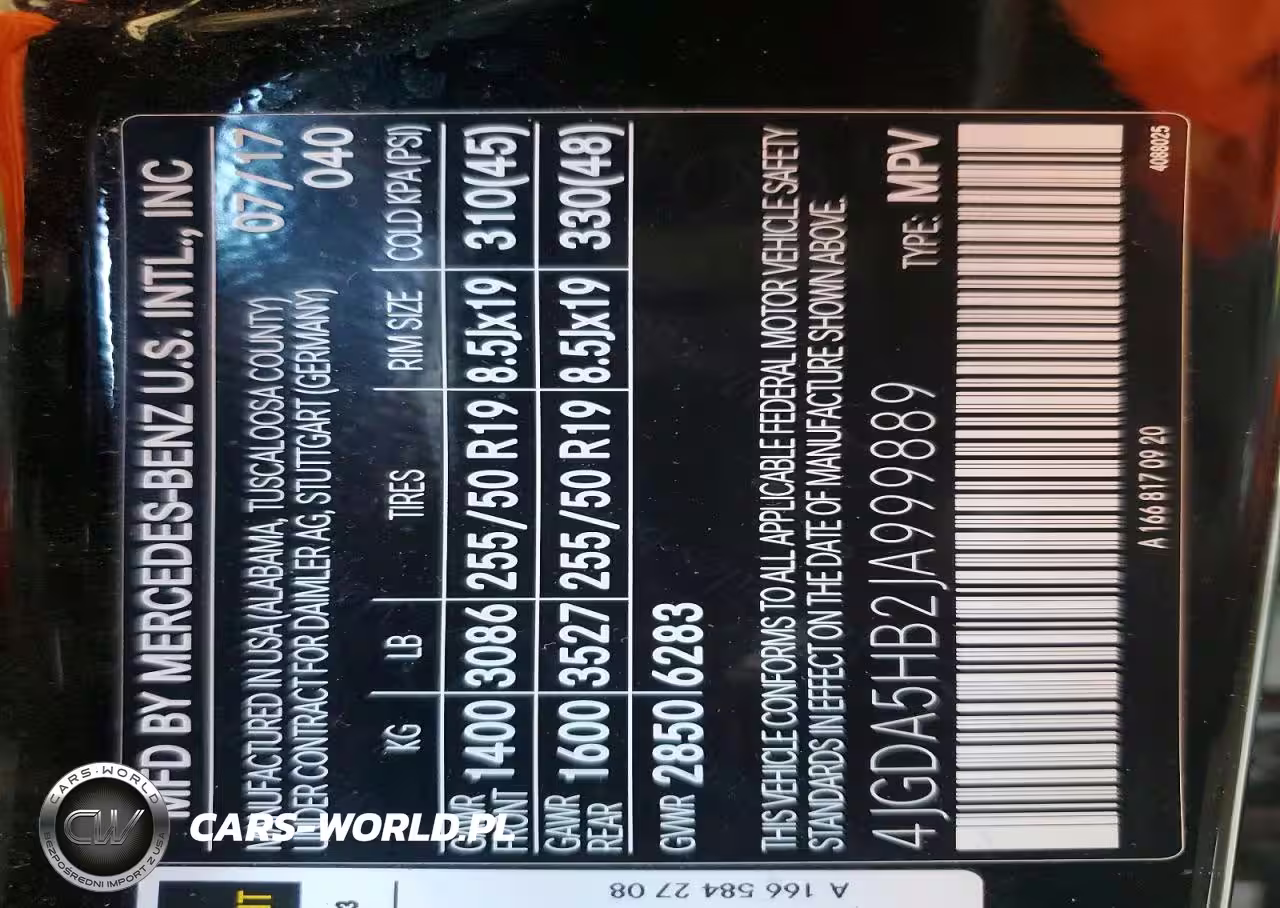 MFD BY MERCEDES-BENZ U.S. INTL., INC
MANUFACTURED IN USA (ALABAMA, TUSCALOOSA COUNTY) 07/17
UNDER CONTRACT FOR DAIMLER AG, STUTTGART (GERMANY) 040
KG LB TIRES RIM SIZE COLD KPA(PSI)
GAWR FRONT 1400 3086 255/50 R19 8.5Jx19 310(45)
GAWR REAR 1600 3527 255/50 R19 8.5Jx19 330(48)
GVWR 2850 6283
THIS VEHICLE CONFORMS TO ALL APPLICABLE FEDERAL MOTOR VEHICLE SAFETY
STANDARDS IN EFFECT ON THE DATE OF MANUFACTURE SHOWN ABOVE.
4JGDA5HB2JA999889 TYPE: MPV
A 166 817 09 20
4088025
A 166 584 27 08
CARS-WORLD
CW
BEZPOŚREDNI IMPORT Z USA
CARS-WORLD.PL